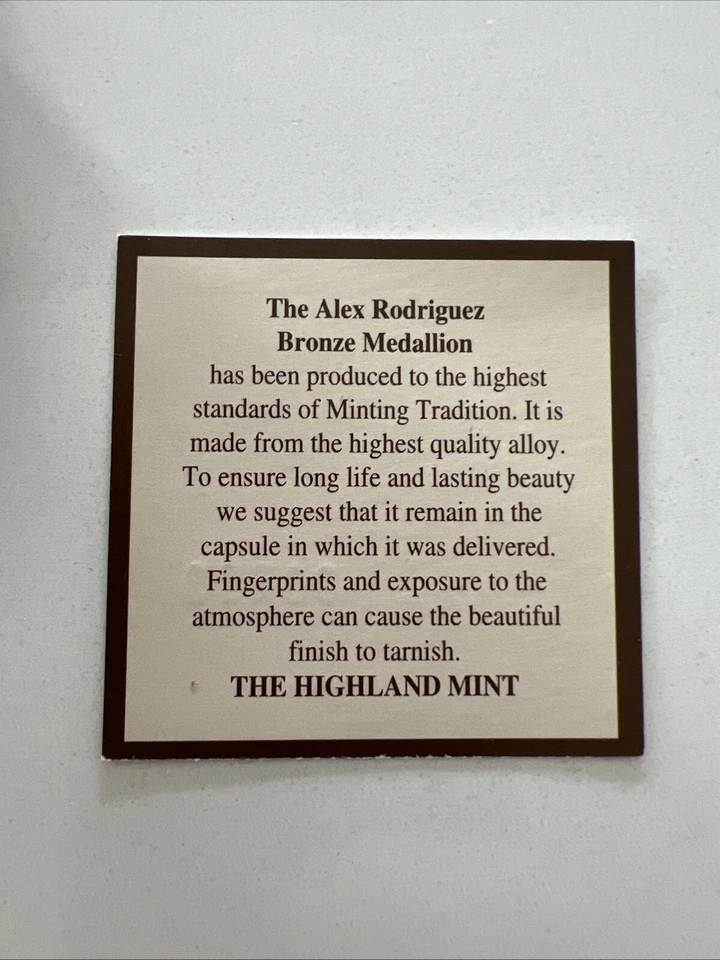 The Alex Rodriguez
Bronze Medallion
has been produced to the highest
standards of Minting Tradition. It is
made from the highest quality alloy.
To ensure long life and lasting beauty
we suggest that it remain in the
capsule in which it was delivered.
Fingerprints and exposure to the
atmosphere can cause the beautiful
finish to tarnish.
THE HIGHLAND MINT